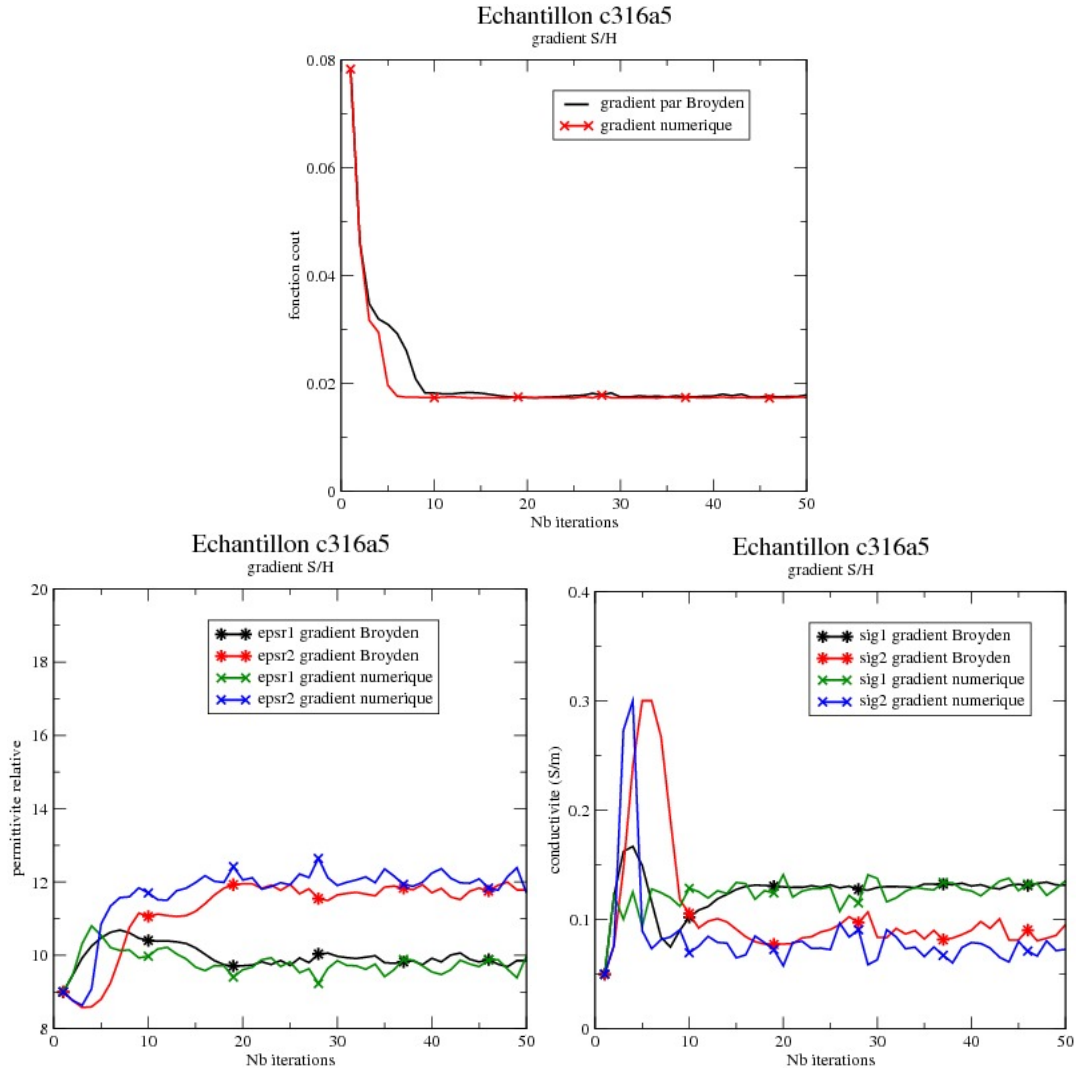 Echantillon c316a5
gradient S/H
0.08
0.06
0.04
0.02
0
fonction cout
gradient par Broyden
gradient numerique
0 10 20 30 40 50
Nb iterations
Echantillon c316a5
gradient S/H
20
18
16
14
12
10
8
permittivite relative
epsr1 gradient Broyden
epsr2 gradient Broyden
epsr1 gradient numerique
epsr2 gradient numerique
0 10 20 30 40 50
Nb iterations
Echantillon c316a5
gradient S/H
0.4
0.3
0.2
0.1
0
conductivite (S/m)
sig1 gradient Broyden
sig2 gradient Broyden
sig1 gradient numerique
sig2 gradient numerique
0 10 20 30 40 50
Nb iterations